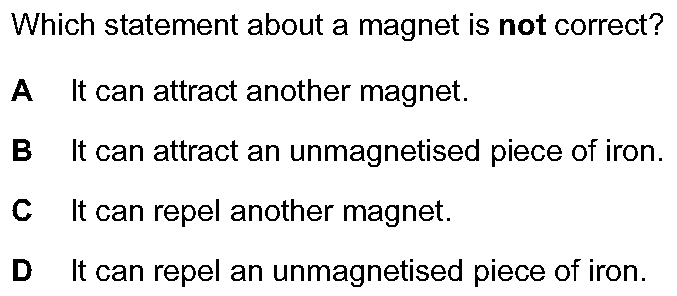 Which statement about a magnet is not correct?
A It can attract another magnet.
B It can attract an unmagnetised piece of iron.
C It can repel another magnet.
D It can repel an unmagnetised piece of iron.